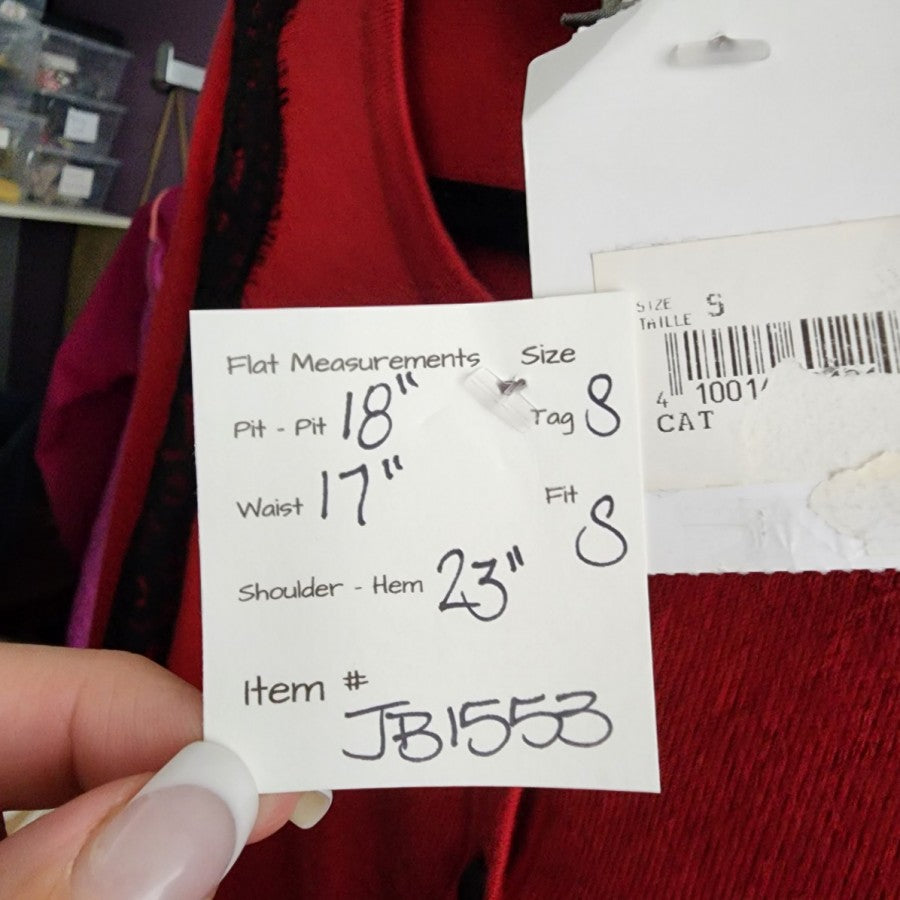 Flat Measurements Size
Pit - Pit 18" Tag S
Waist 17" Fit S
Shoulder - Hem 23"
Item #
JB1553
SIZE S
TAILLE
4 1001
CAT